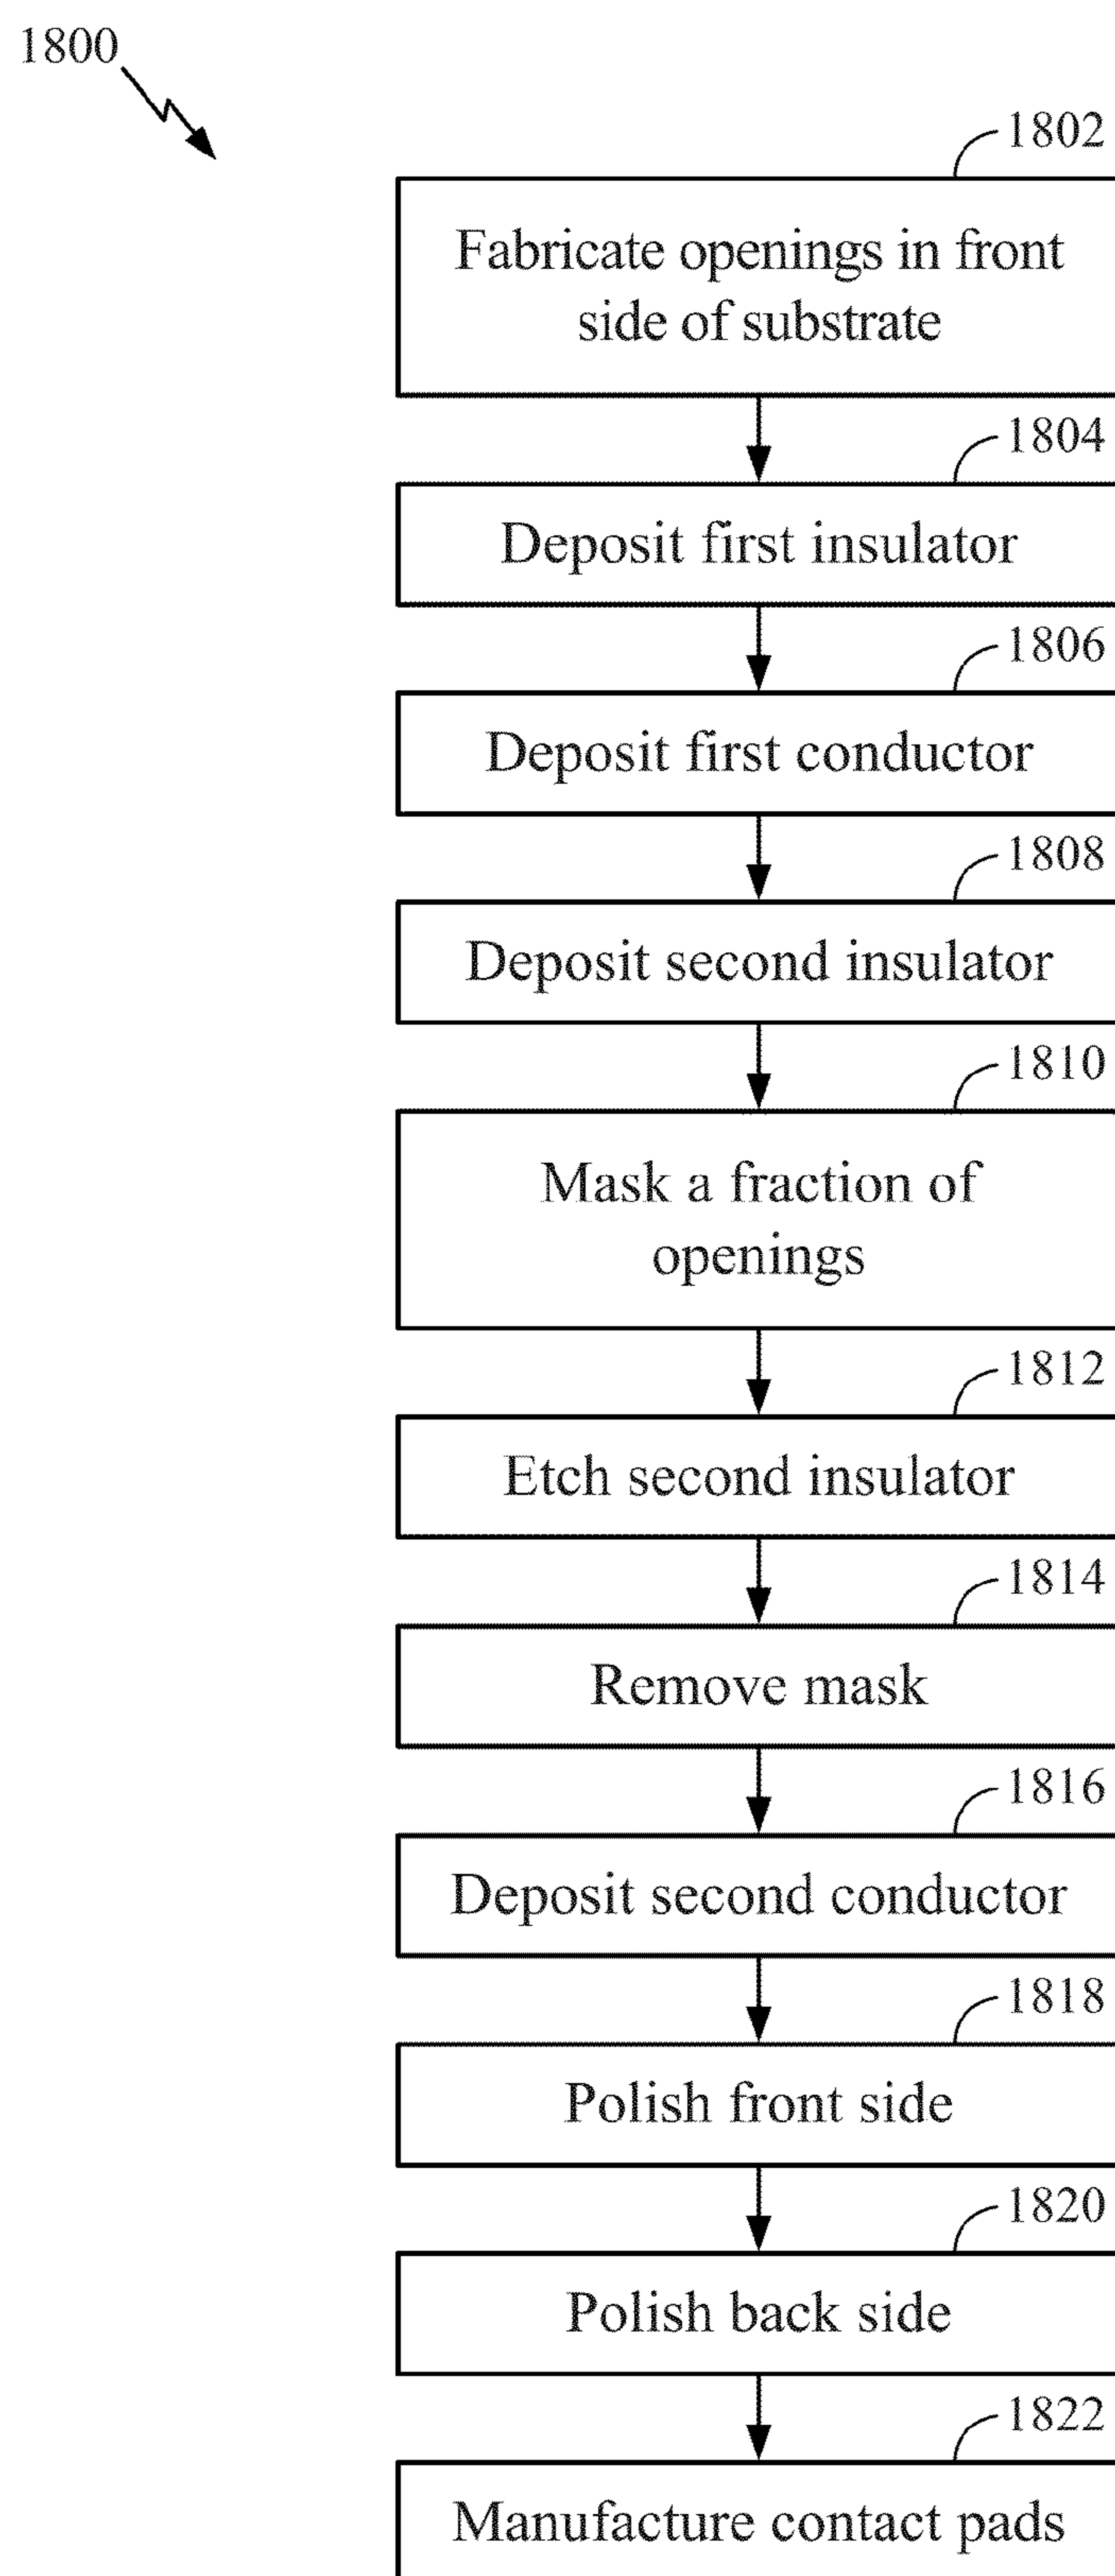 1800
1802
Fabricate openings in front
side of substrate
1804
Deposit first insulator
1806
Deposit first conductor
1808
Deposit second insulator
1810
Mask a fraction of
openings
1812
Etch second insulator
1814
Remove mask
1816
Deposit second conductor
1818
Polish front side
1820
Polish back side
1822
Manufacture contact pads